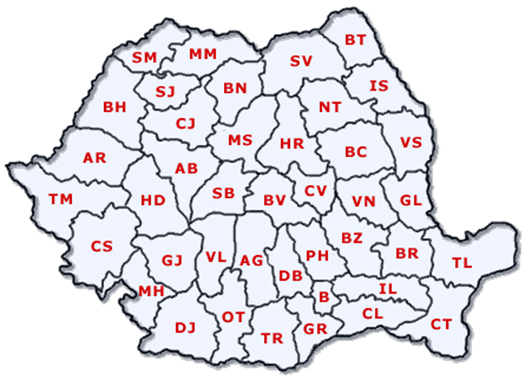 BT
SM
MM
SV
IS
SJ
BN
BH
NT
CJ
MS
HR
BC
VS
AR
AB
TM
HD
SB
BV
CV
VN
GL
CS
GJ
VL
AG
DB
PH
BZ
BR
TL
MH
B
IL
DJ
OT
TR
GR
CL
CT